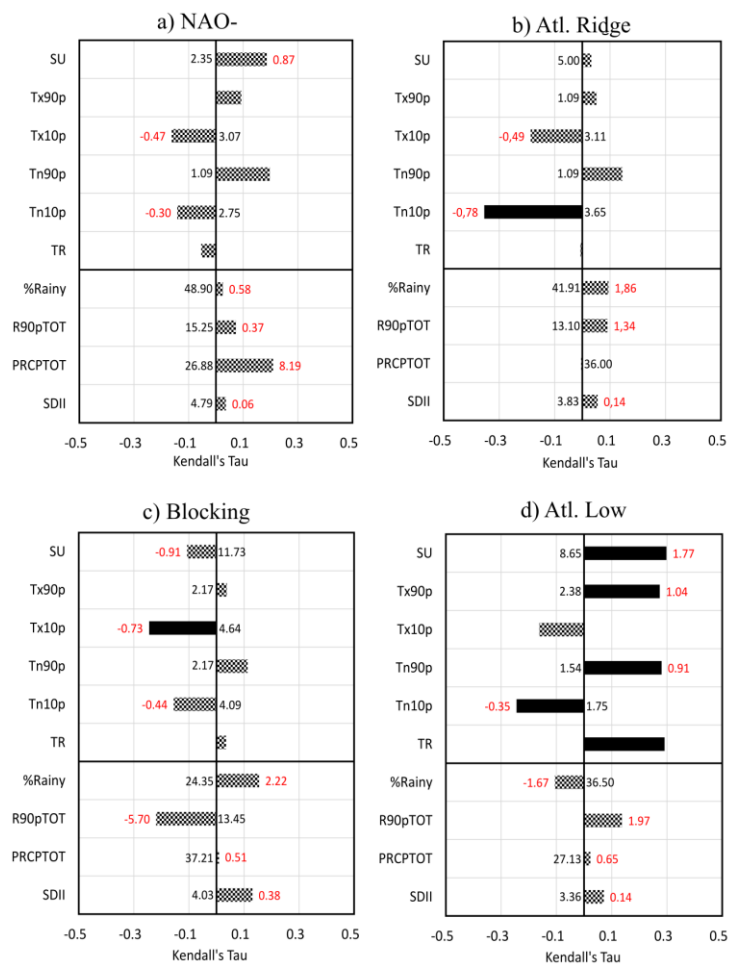 a) NAO-
SU 2.35 0.87
Tx90p
Tx10p -0.47 3.07
Tn90p 1.09
Tn10p -0.30 2.75
TR
%Rainy 48.90 0.58
R90pTOT 15.25 0.37
PRCPTOT 26.88 8.19
SDII 4.79 0.06
-0.5 -0.3 -0.1 0.1 0.3 0.5
Kendall's Tau
b) Atl. Ridge
SU 5.00
Tx90p 1.09
Tx10p -0,49 3.11
Tn90p 1.09
Tn10p -0,78 3.65
TR
%Rainy 41.91 1,86
R90pTOT 13.10 1,34
PRCPTOT 36.00
SDII 3.83 0,14
-0.5 -0.3 -0.1 0.1 0.3 0.5
Kendall's Tau
c) Blocking
SU -0.91 11.73
Tx90p 2.17
Tx10p -0.73 4.64
Tn90p 2.17
Tn10p -0.44 4.09
TR
%Rainy 24.35 2.22
R90pTOT -5.70 13.45
PRCPTOT 37.21 0.51
SDII 4.03 0.38
-0.5 -0.3 -0.1 0.1 0.3 0.5
Kendall's Tau
d) Atl. Low
SU 8.65 1.77
Tx90p 2.38 1.04
Tx10p
Tn90p 1.54 0.91
Tn10p -0.35 1.75
TR
%Rainy -1.67 36.50
R90pTOT 1.97
PRCPTOT 27.13 0.65
SDII 3.36 0.14
-0.5 -0.3 -0.1 0.1 0.3 0.5
Kendall's Tau